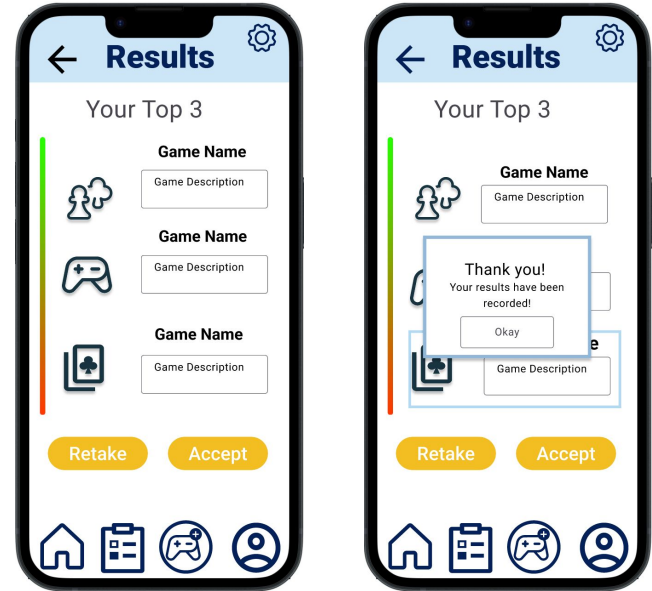 Results
Your Top 3
Game Name
Game Description
Game Name
Game Description
Game Name
Game Description
Retake
Accept
Results
Your Top 3
Game Name
Game Description
Thank you!
Your results have been
recorded!
Okay
e
Game Description
Retake
Accept